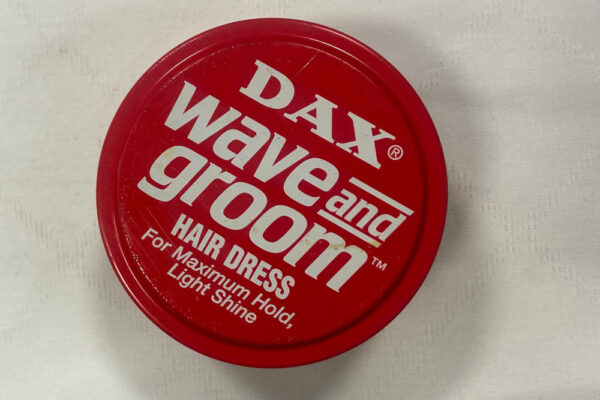 DAX®
wave and
groom™
HAIR DRESS
For Maximum Hold,
Light Shine